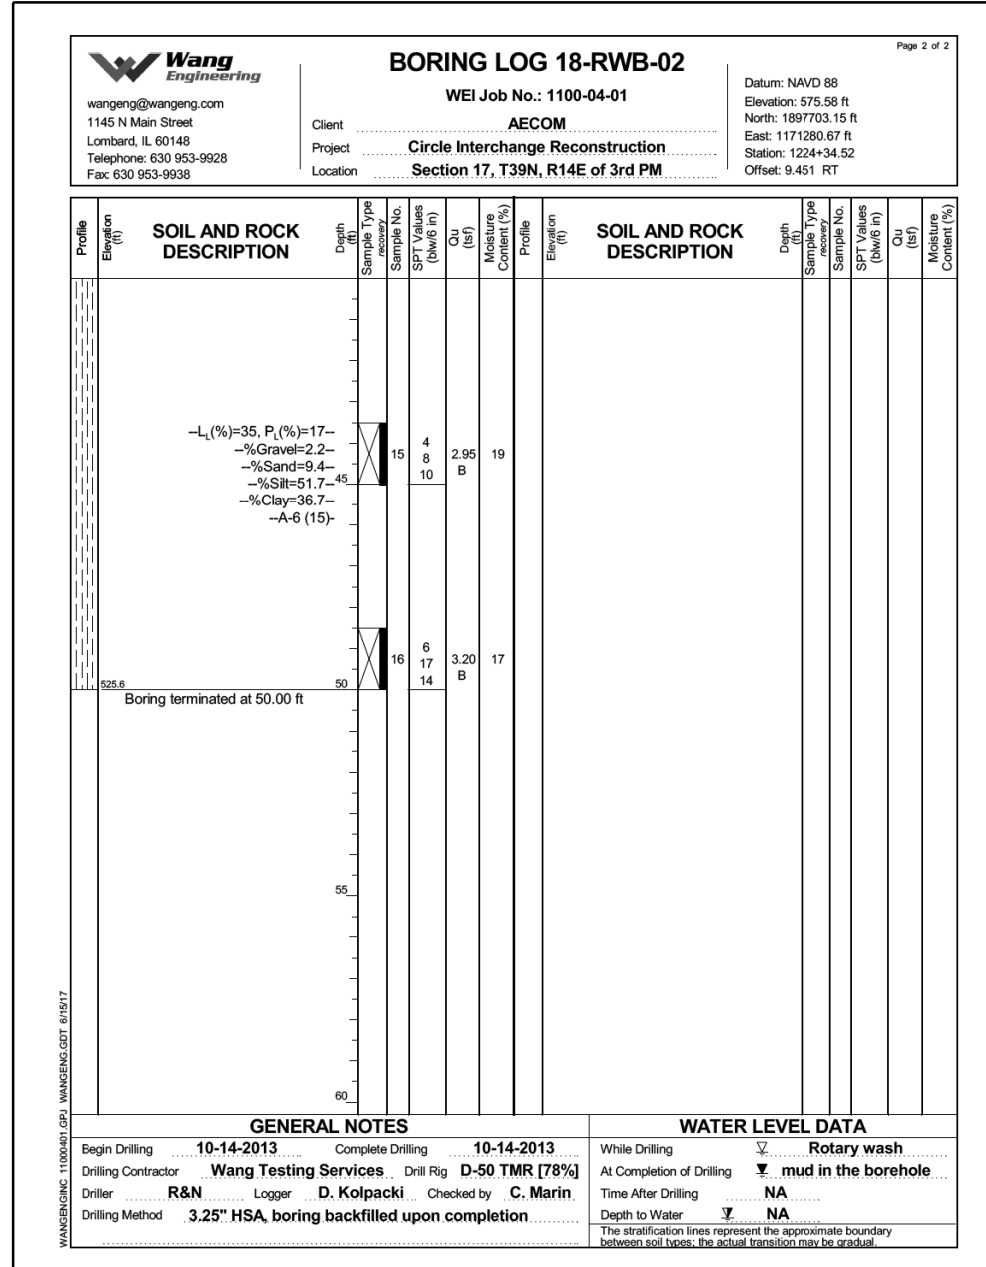 Page 2 of 2
Wang
Engineering
wangeng@wangeng.com
1145 N Main Street
Lombard, IL 60148
Telephone: 630 953-9928
Fax: 630 953-9938
BORING LOG 18-RWB-02
WEI Job No.: 1100-04-01
Client AECOM
Project Circle Interchange Reconstruction
Location Section 17, T39N, R14E of 3rd PM
Datum: NAVD 88
Elevation: 575.58 ft
North: 1897703.15 ft
East: 1171280.67 ft
Station: 1224+34.52
Offset: 9.451 RT
Profile
Elevation (ft)
SOIL AND ROCK
DESCRIPTION
Depth (ft)
Sample Type
recovery
Sample No.
SPT Values (blw/6 in)
Qu (tsf)
Moisture Content (%)
Profile
Elevation (ft)
SOIL AND ROCK
DESCRIPTION
Depth (ft)
Sample Type
recovery
Sample No.
SPT Values (blw/6 in)
Qu (tsf)
Moisture Content (%)
--LL(%)=35, PL(%)=17--
--%Gravel=2.2--
--%Sand=9.4--
--%Silt=51.7--
--%Clay=36.7--
--A-6 (15)-
45
15
4
8
10
2.95
B
19
16
6
17
14
3.20
B
17
525.6
50
Boring terminated at 50.00 ft
55
60
GENERAL NOTES
Begin Drilling 10-14-2013 Complete Drilling 10-14-2013
Drilling Contractor Wang Testing Services Drill Rig D-50 TMR [78%]
Driller R&N Logger D. Kolpacki Checked by C. Marin
Drilling Method 3.25" HSA, boring backfilled upon completion
WATER LEVEL DATA
While Drilling Rotary wash
At Completion of Drilling mud in the borehole
Time After Drilling NA
Depth to Water NA
The stratification lines represent the approximate boundary
between soil types; the actual transition may be gradual.
WANGENGINC 11000401.GPJ WANGENG.GDT 6/15/17